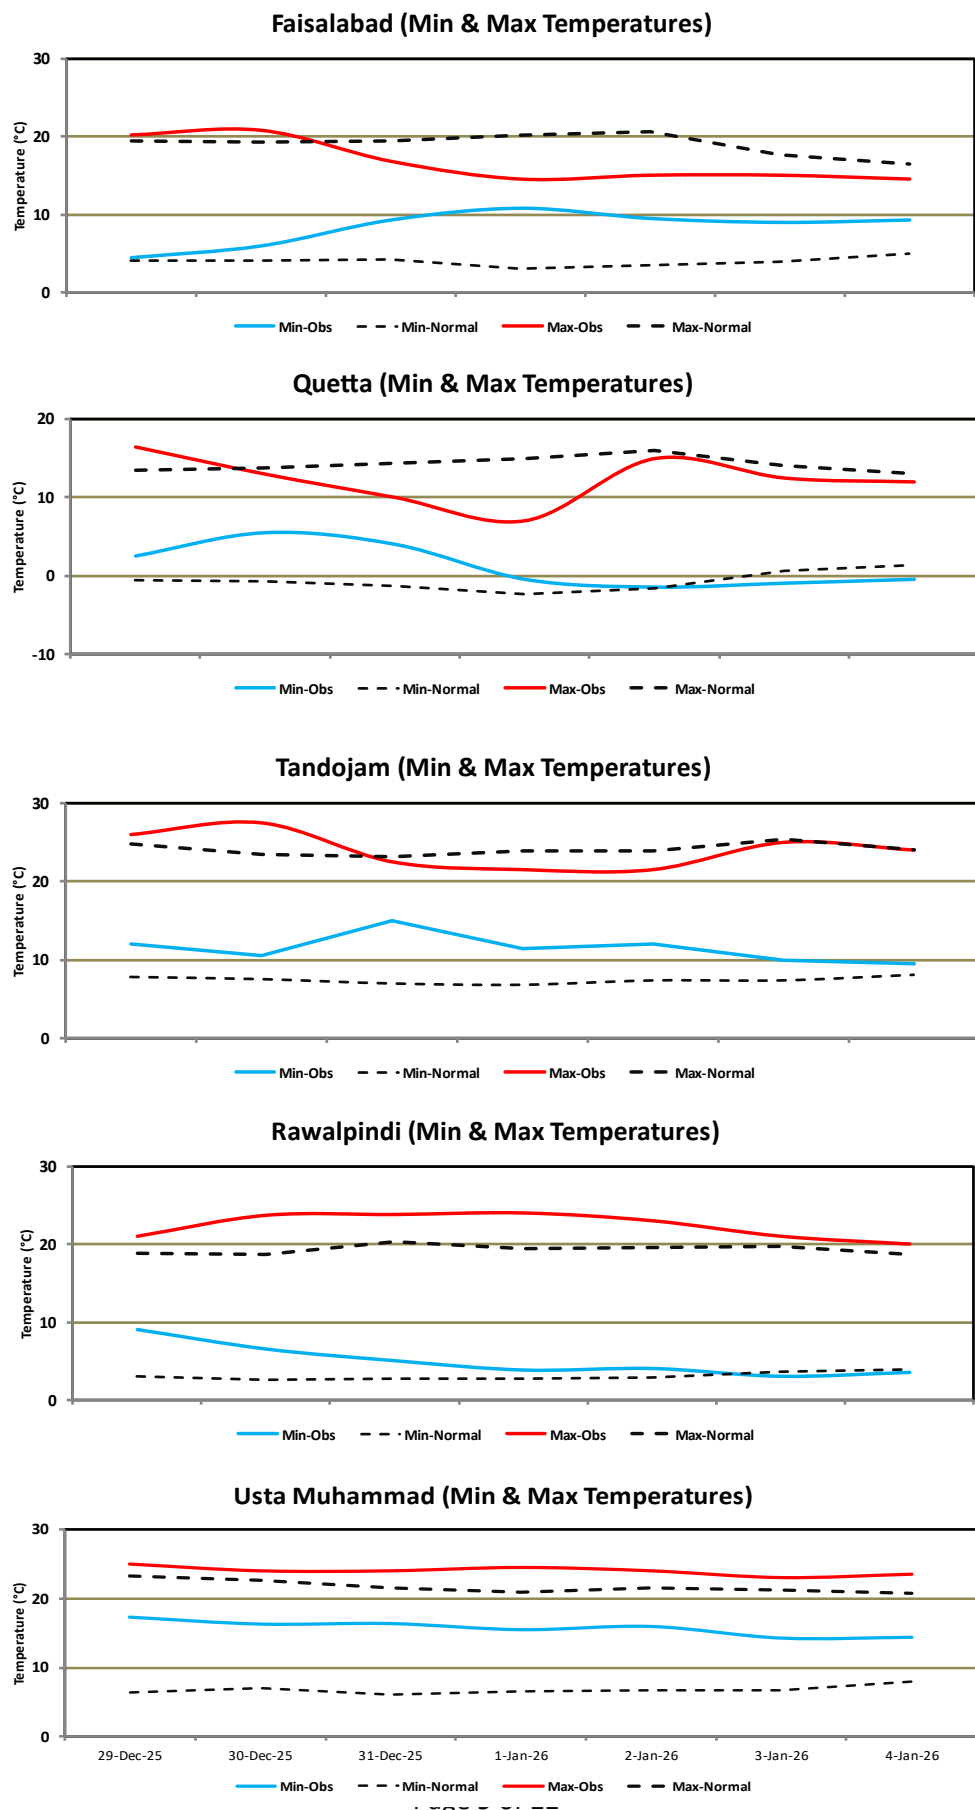 Faisalabad (Min & Max Temperatures)
30
20
10
0
Temperature (°C)
Min-Obs Min-Normal Max-Obs Max-Normal
Quetta (Min & Max Temperatures)
20
10
0
-10
Temperature (°C)
Min-Obs Min-Normal Max-Obs Max-Normal
Tandojam (Min & Max Temperatures)
30
20
10
0
Temperature (°C)
Min-Obs Min-Normal Max-Obs Max-Normal
Rawalpindi (Min & Max Temperatures)
30
20
10
0
Temperature (°C)
Min-Obs Min-Normal Max-Obs Max-Normal
Usta Muhammad (Min & Max Temperatures)
30
20
10
0
Temperature (°C)
29-Dec-25 30-Dec-25 31-Dec-25 1-Jan-26 2-Jan-26 3-Jan-26 4-Jan-26
Min-Obs Min-Normal Max-Obs Max-Normal